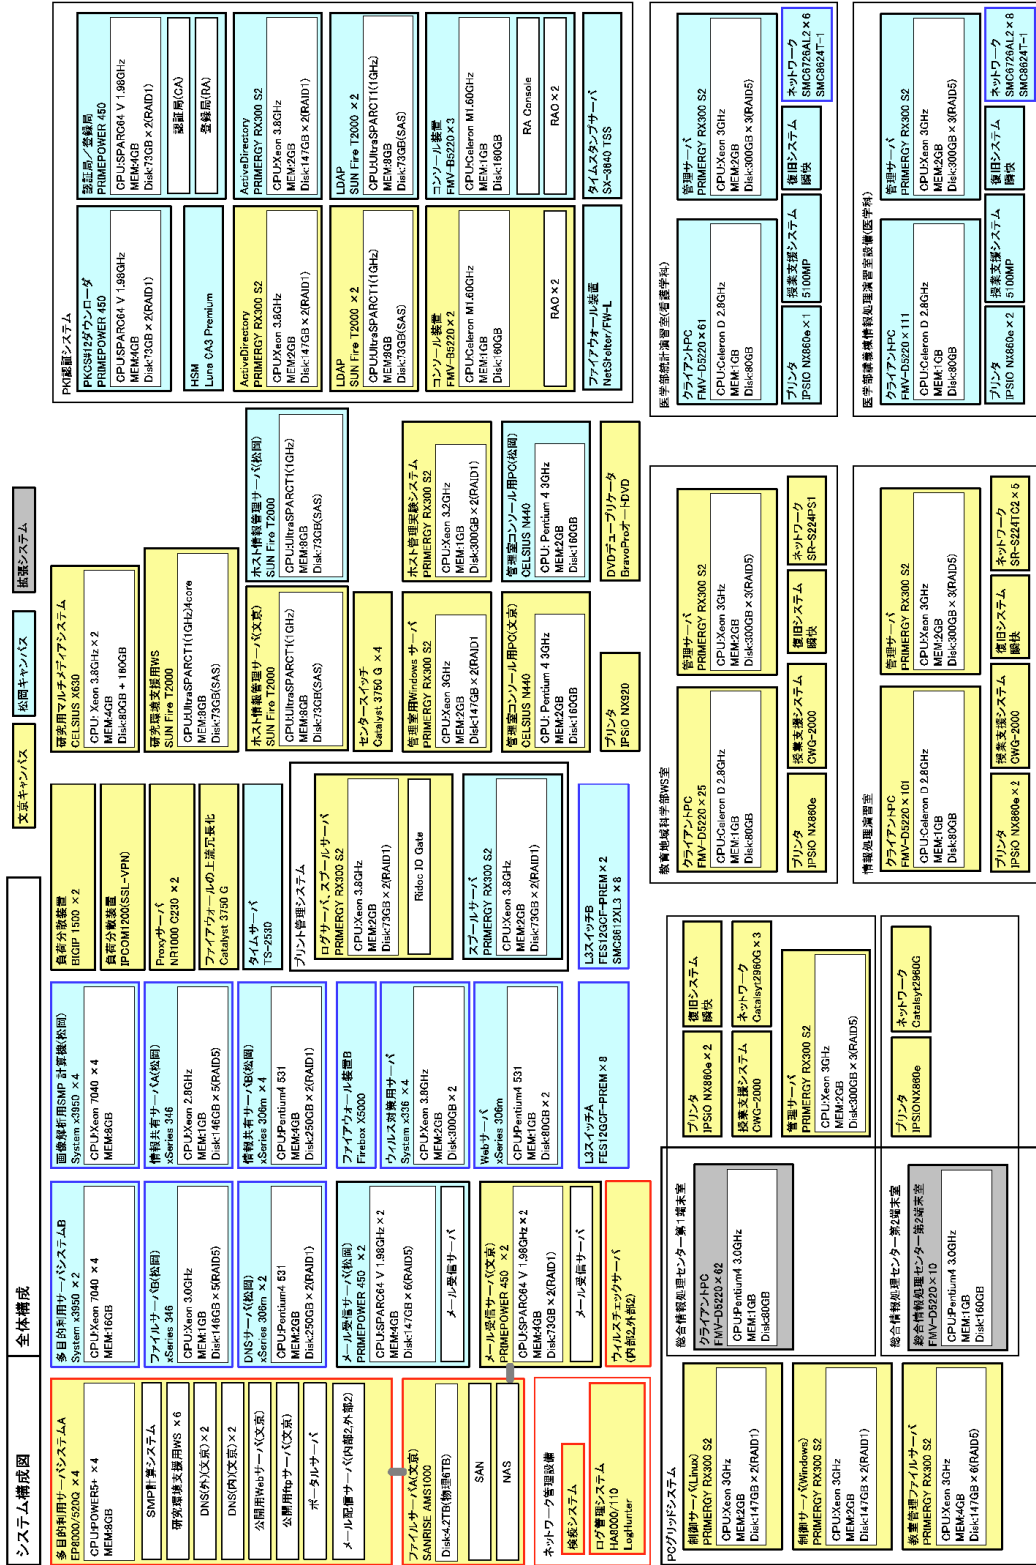 システム構成図
全体構成
文京キャンパス
松岡キャンパス
拡張システム
多目的利用サーバシステムA
EP8000/520Q × 4
CPU:POWER5+ × 4
MEM:8GB
SMP計算システム
研究環境支援用WS × 6
DNS(外)(文京) × 2
DNS(内)(文京) × 2
公開用Webサーバ(文京)
公開用ftpサーバ(文京)
ポータルサーバ
メール配信サーバ(内部2,外部2)
ファイルサーバA(文京)
SANRISE AMS1000
Disk:4.2TB(物理6TB)
SAN
NAS
ネットワーク管理設備
検疫システム
ログ管理システム
HA8000/110
LogHunter
多目的利用サーバシステムB
System x3950 × 2
CPU:Xeon 7040 × 4
MEM:16GB
ファイルサーバB(松岡)
xSeries 346
CPU:Xeon 3.0GHz
MEM:1GB
Disk:146GB × 5(RAID5)
DNSサーバ(松岡)
xSeries 306m × 2
CPU:Pentium4 531
MEM:2GB
Disk:250GB × 2(RAID1)
メール受信サーバ(松岡)
PRIMEPOWER 450 × 2
CPU:SPARC64 V 1.98GHz × 2
MEM:4GB
Disk:147GB × 6(RAID5)
メール受信サーバ
メール受信サーバ(文京)
PRIMEPOWER 450 × 2
CPU:SPARC64 V 1.98GHz × 2
MEM:4GB
Disk:73GB × 2(RAID1)
メール受信サーバ
ウィルスチェックサーバ
(内部2,外部2)
画像解析用SMP 計算機(松岡)
System x3950 × 4
CPU:Xeon 7040 × 4
MEM:8GB
情報共有サーバA(松岡)
xSeries 346
CPU:Xeon 2.8GHz
MEM:1GB
Disk:146GB × 5(RAID5)
情報共有サーバB(松岡)
xSeries 306m × 4
CPU:Pentium4 531
MEM:4GB
Disk:250GB × 2(RAID1)
ファイアウォール装置B
Firebox X5000
ウィルス対策用サーバ
System x336 × 4
CPU:Xeon 3.8GHz
MEM:2GB
Disk:300GB × 2
Webサーバ
xSeries 306m
CPU:Pentium4 531
MEM:1GB
Disk:80GB × 2
L3スイッチA
FES12GCF-PREM × 8
負荷分散装置
BIGIP 1500 × 2
負荷分散装置
IPCOM1200(SSL-VPN)
Proxyサーバ
NR1000 C230 × 2
ファイアウォールの上流冗長化
Catalyst 3750 G
タイムサーバ
TS-2530
プリント管理システム
ログサーバ、スプールサーバ
PRIMERGY RX300 S2
CPU:Xeon 3.8GHz
MEM:2GB
Disk:73GB × 2(RAID1)
Ridoc IO Gate
スプールサーバ
PRIMERGY RX300 S2
CPU:Xeon 3.8GHz
MEM:2GB
Disk:73GB × 2(RAID1)
L3スイッチB
FES12GCF-PREM × 2
SMC8612XL3 × 8
研究用マルチメディアシステム
CELSIUS X630
CPU: Xeon 3.8GHz × 2
MEM:4GB
Disk:80GB + 160GB
研究環境支援用WS
SUN Fire T2000
CPU:UltraSPARCT1(1GHz)4core
MEM:8GB
Disk:73GB(SAS)
ホスト情報管理サーバ(文京)
SUN Fire T2000
CPU:UltraSPARCT1(1GHz)
MEM:8GB
Disk:73GB(SAS)
ホスト情報管理サーバ(松岡)
SUN Fire T2000
CPU:UltraSPARCT1(1GHz)
MEM:8GB
Disk:73GB(SAS)
センタースイッチ
Catalyst 3750 G × 4
管理室用Windows サーバ
PRIMERGY RX300 S2
CPU:Xeon 3GHz
MEM:2GB
Disk:147GB × 2(RAID1
ホスト管理実験システム
PRIMERGY RX300 S2
CPU:Xeon 3.2GHz
MEM:1GB
Disk:300GB × 2(RAID1)
管理室コンソール用PC(文京)
CELSIUS N440
CPU: Pentium 4 3GHz
MEM:2GB
Disk:160GB
管理室コンソール用PC(松岡)
CELSIUS N440
CPU: Pentium 4 3GHz
MEM:2GB
Disk:160GB
プリンタ
IPSIO NX920
DVDデュープリケータ
BravoProオートDVD
PKI認証システム
PKCS#12ダウンローダ
PRIMEPOWER 450
CPU:SPARC64 V 1.98GHz
MEM:4GB
Disk:73GB × 2(RAID1)
認証局/登録局
PRIMEPOWER 450
CPU:SPARC64 V 1.98GHz
MEM:4GB
Disk:73GB × 2(RAID1)
認証局(CA)
登録局(RA)
HSM
Luna CA3 Premium
ActiveDirectory
PRIMERGY RX300 S2
CPU:Xeon 3.8GHz
MEM:2GB
Disk:147GB × 2(RAID1)
ActiveDirectory
PRIMERGY RX300 S2
CPU:Xeon 3.8GHz
MEM:2GB
Disk:147GB × 2(RAID1)
LDAP
SUN Fire T2000 × 2
CPU:UltraSPARCT1(1GHz)
MEM:8GB
Disk:73GB(SAS)
LDAP
SUN Fire T2000 × 2
CPU:UltraSPARCT1(1GHz)
MEM:8GB
Disk:73GB(SAS)
コンソール装置
FMV-B5220 × 2
CPU:Celeron M1.60GHz
MEM:1GB
Disk:160GB
RAO × 2
コンソール装置
FMV-B5220 × 3
CPU:Celeron M1.60GHz
MEM:1GB
Disk:160GB
RA Console
RAO × 2
ファイアウォール装置
NetShelter/FW-L
タイムスタンプサーバ
SX-3640 TSS
PCグリッドシステム
制御サーバ(Linux)
PRIMERGY RX300 S2
CPU:Xeon 3GHz
MEM:2GB
Disk:147GB × 2(RAID1)
制御サーバ(Windows)
PRIMERGY RX300 S2
CPU:Xeon 3GHz
MEM:2GB
Disk:147GB × 2(RAID1)
教室管理ファイルサーバ
PRIMERGY RX300 S2
CPU:Xeon 3GHz
MEM:4GB
Disk:147GB × 6(RAID5)
総合情報処理センター第1端末室
クライアントPC
FMV-D5220 × 62
CPU:Pentium4 3.0GHz
MEM:1GB
Disk:80GB
プリンタ
IPSIO NX860e × 2
復旧システム
瞬快
授業支援システム
CWG-2000
ネットワーク
Catalsyt2960G × 3
管理サーバ
PRIMERGY RX300 S2
CPU:Xeon 3GHz
MEM:2GB
Disk:300GB × 3(RAID5)
総合情報処理センター第2端末室
総合情報処理センター第2端末室
FMV-D5220 × 10
CPU:Pentium4 3.0GHz
MEM:1GB
Disk:160GB
プリンタ
IPSIONX860e
ネットワーク
Catalsyt2960G
教育地域科学部WS室
クライアントPC
FMV-D5220 × 25
CPU:Celeron D 2.8GHz
MEM:1GB
Disk:80GB
管理サーバ
PRIMERGY RX300 S2
CPU:Xeon 3GHz
MEM:2GB
Disk:300GB × 3(RAID5)
プリンタ
IPSIO NX860e
授業支援システム
CWG-2000
復旧システム
瞬快
ネットワーク
SR-S224PS1
情報処理演習室
クライアントPC
FMV-D5220 × 101
CPU:Celeron D 2.8GHz
MEM:1GB
Disk:80GB
管理サーバ
PRIMERGY RX300 S2
CPU:Xeon 3GHz
MEM:2GB
Disk:300GB × 3(RAID5)
プリンタ
IPSIO NX860e × 2
授業支援システム
CWG-2000
復旧システム
瞬快
ネットワーク
SR-S224TC2 × 5
医学部統計演習室(看護学科)
クライアントPC
FMV-D5220 × 61
CPU:Celeron D 2.8GHz
MEM:1GB
Disk:80GB
管理サーバ
PRIMERGY RX300 S2
CPU:Xeon 3GHz
MEM:2GB
Disk:300GB × 3(RAID5)
プリンタ
IPSIO NX860e × 1
授業支援システム
5100MP
復旧システム
瞬快
ネットワーク
SMC6726AL2 × 6
SMC8624T-1
医学部講義棟情報処理演習室設備(医学科)
クライアントPC
FMV-D5220 × 111
CPU:Celeron D 2.8GHz
MEM:1GB
Disk:80GB
管理サーバ
PRIMERGY RX300 S2
CPU:Xeon 3GHz
MEM:2GB
Disk:300GB × 3(RAID5)
プリンタ
IPSIO NX860e × 2
授業支援システム
5100MP
復旧システム
瞬快
ネットワーク
SMC6726AL2 × 8
SMC8624T-1